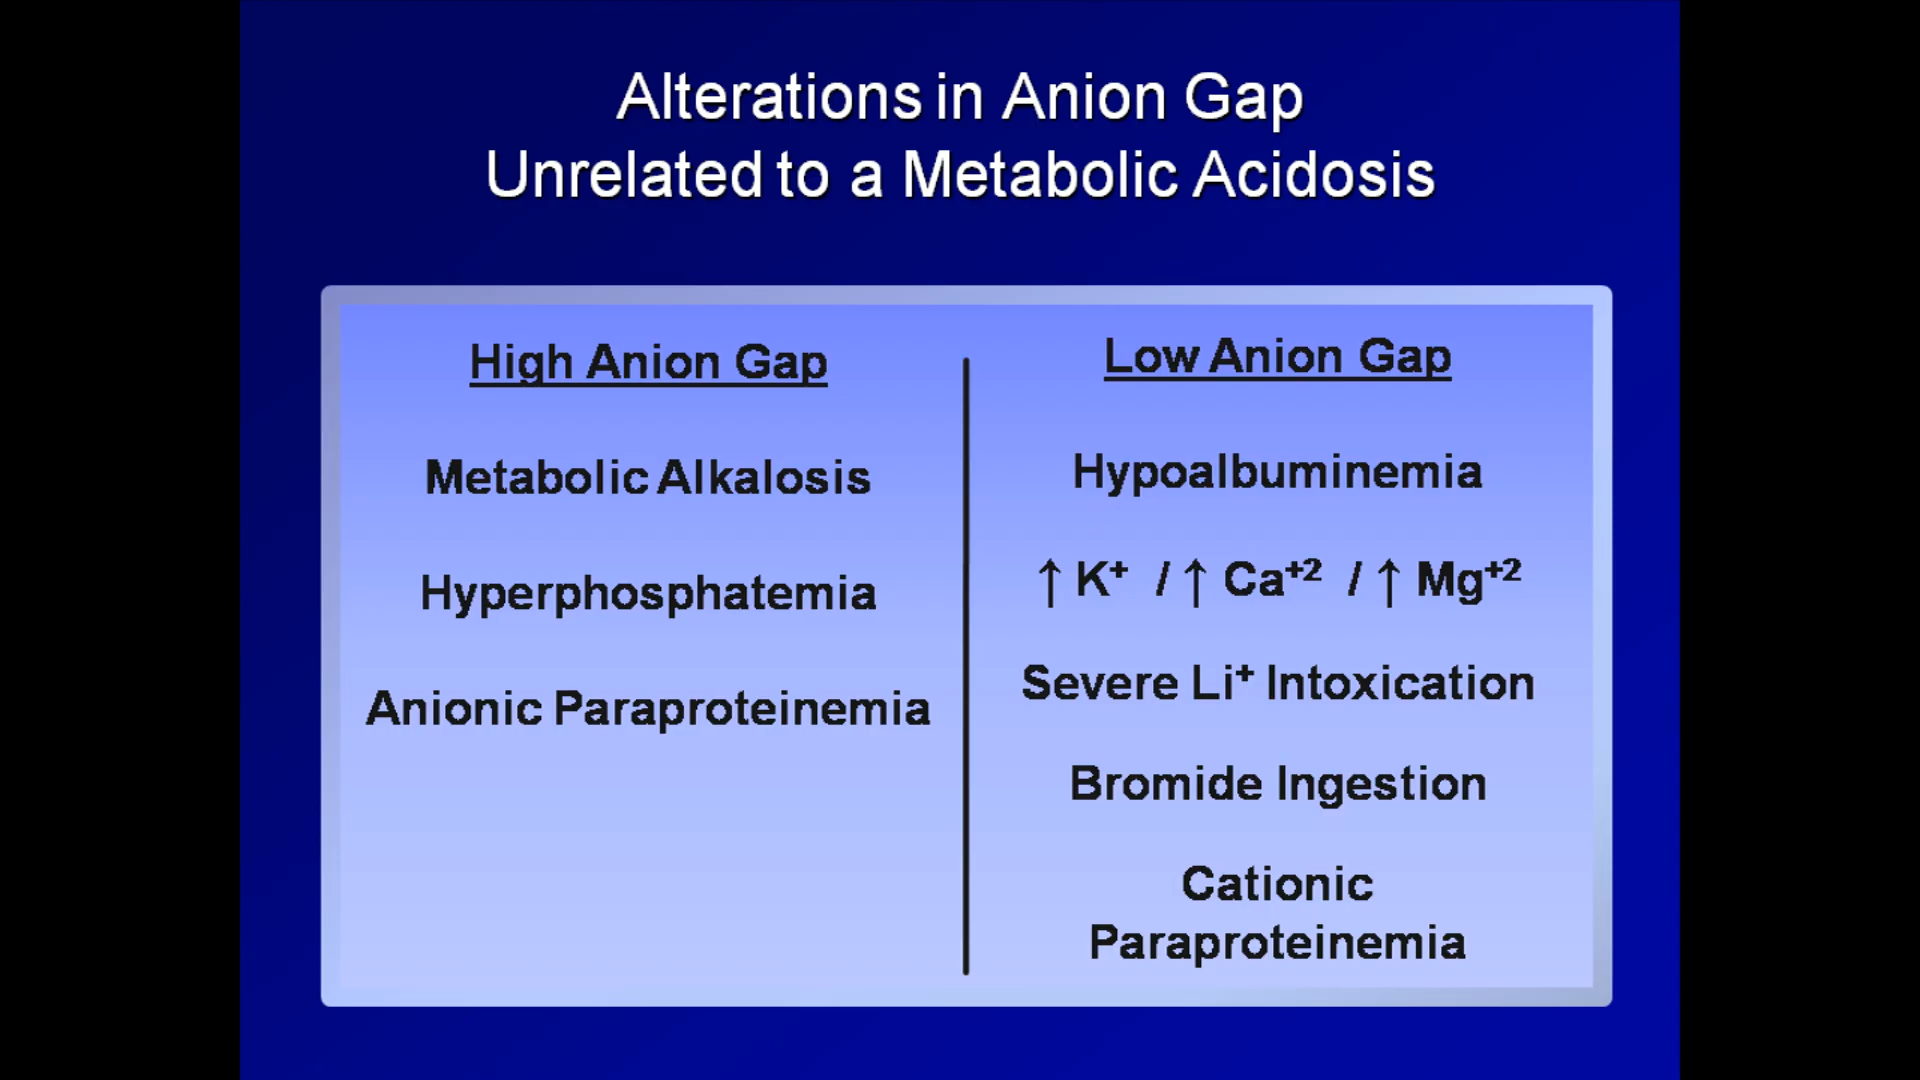 Alterations in Anion Gap
Unrelated to a Metabolic Acidosis
High Anion Gap
Metabolic Alkalosis
Hyperphosphatemia
Anionic Paraproteinemia
Low Anion Gap
Hypoalbuminemia
↑ K⁺ / ↑ Ca⁺² / ↑ Mg⁺²
Severe Li⁺ Intoxication
Bromide Ingestion
Cationic
Paraproteinemia